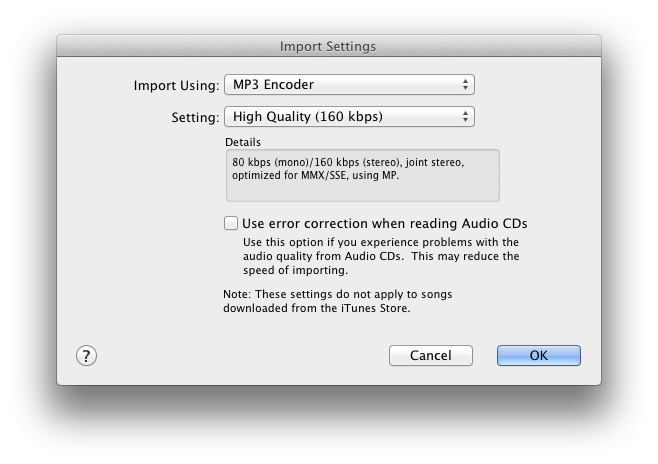 Import Settings
Import Using: MP3 Encoder
Setting: High Quality (160 kbps)
Details
80 kbps (mono)/160 kbps (stereo), joint stereo,
optimized for MMX/SSE, using MP.
Use error correction when reading Audio CDs
Use this option if you experience problems with the
audio quality from Audio CDs.  This may reduce the
speed of importing.
Note: These settings do not apply to songs
downloaded from the iTunes Store.
? Cancel OK